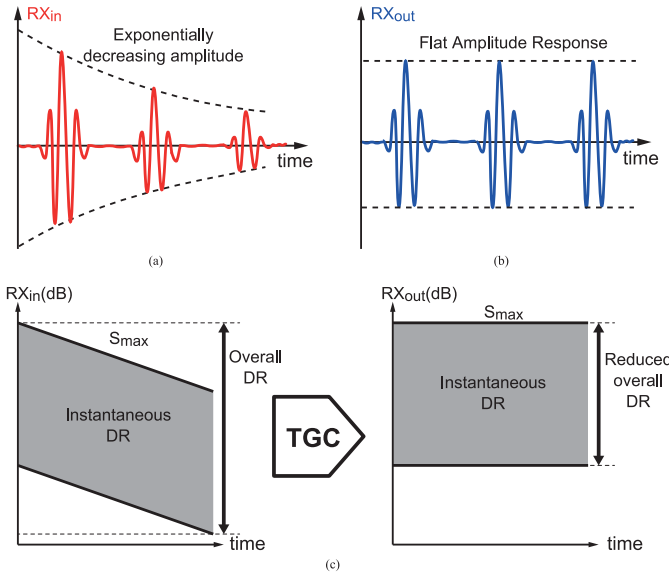 RXin
Exponentially
decreasing amplitude
time
(a)
RXout
Flat Amplitude Response
time
(b)
RXin(dB)
Smax
Overall
DR
Instantaneous
DR
time
TGC
RXout(dB)
Smax
Reduced
overall
DR
Instantaneous
DR
time
(c)